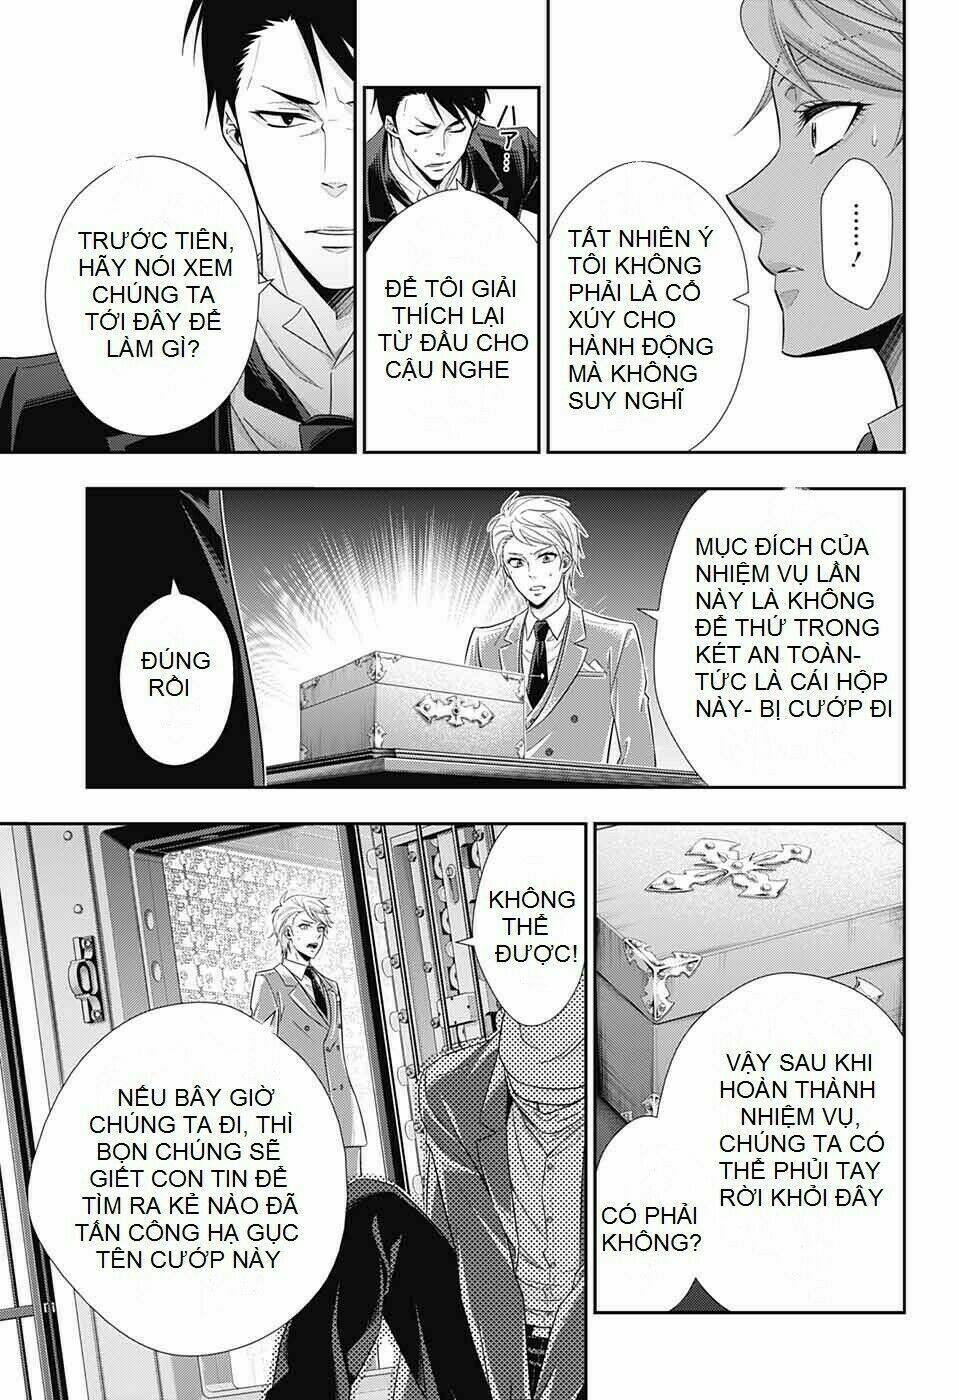 ......!
TẤT NHIÊN Ý
TÔI KHÔNG
PHẢI LÀ CỔ
XÚY CHO
HÀNH ĐỘNG
MÀ KHÔNG
SUY NGHĨ
ハァ…
ĐỂ TÔI GIẢI
THÍCH LẠI
TỪ ĐẦU CHO
CẬU NGHE
TRƯỚC TIÊN,
HÃY NÓI XEM
CHÚNG TA
TỚI ĐÂY ĐỂ
LÀM GÌ?
MỤC ĐÍCH CỦA
NHIỆM VỤ LẦN
NÀY LÀ KHÔNG
ĐỂ THỨ TRONG
KÉT AN TOÀN-
TỨC LÀ CÁI HỘP
NÀY- BỊ CƯỚP ĐI
ĐÚNG
RỒI
VẬY SAU KHI
HOÀN THÀNH
NHIỆM VỤ,
CHÚNG TA CÓ
THỂ PHỦI TAY
RỜI KHỎI ĐÂY
CÓ PHẢI
KHÔNG?
KHÔNG
THỂ
ĐƯỢC!
NẾU BÂY GIỜ
CHÚNG TA ĐI, THÌ
BỌN CHÚNG SẼ
GIẾT CON TIN ĐỂ
TÌM RA KẺ NÀO ĐÃ
TẤN CÔNG HẠ GỤC
TÊN CƯỚP NÀY